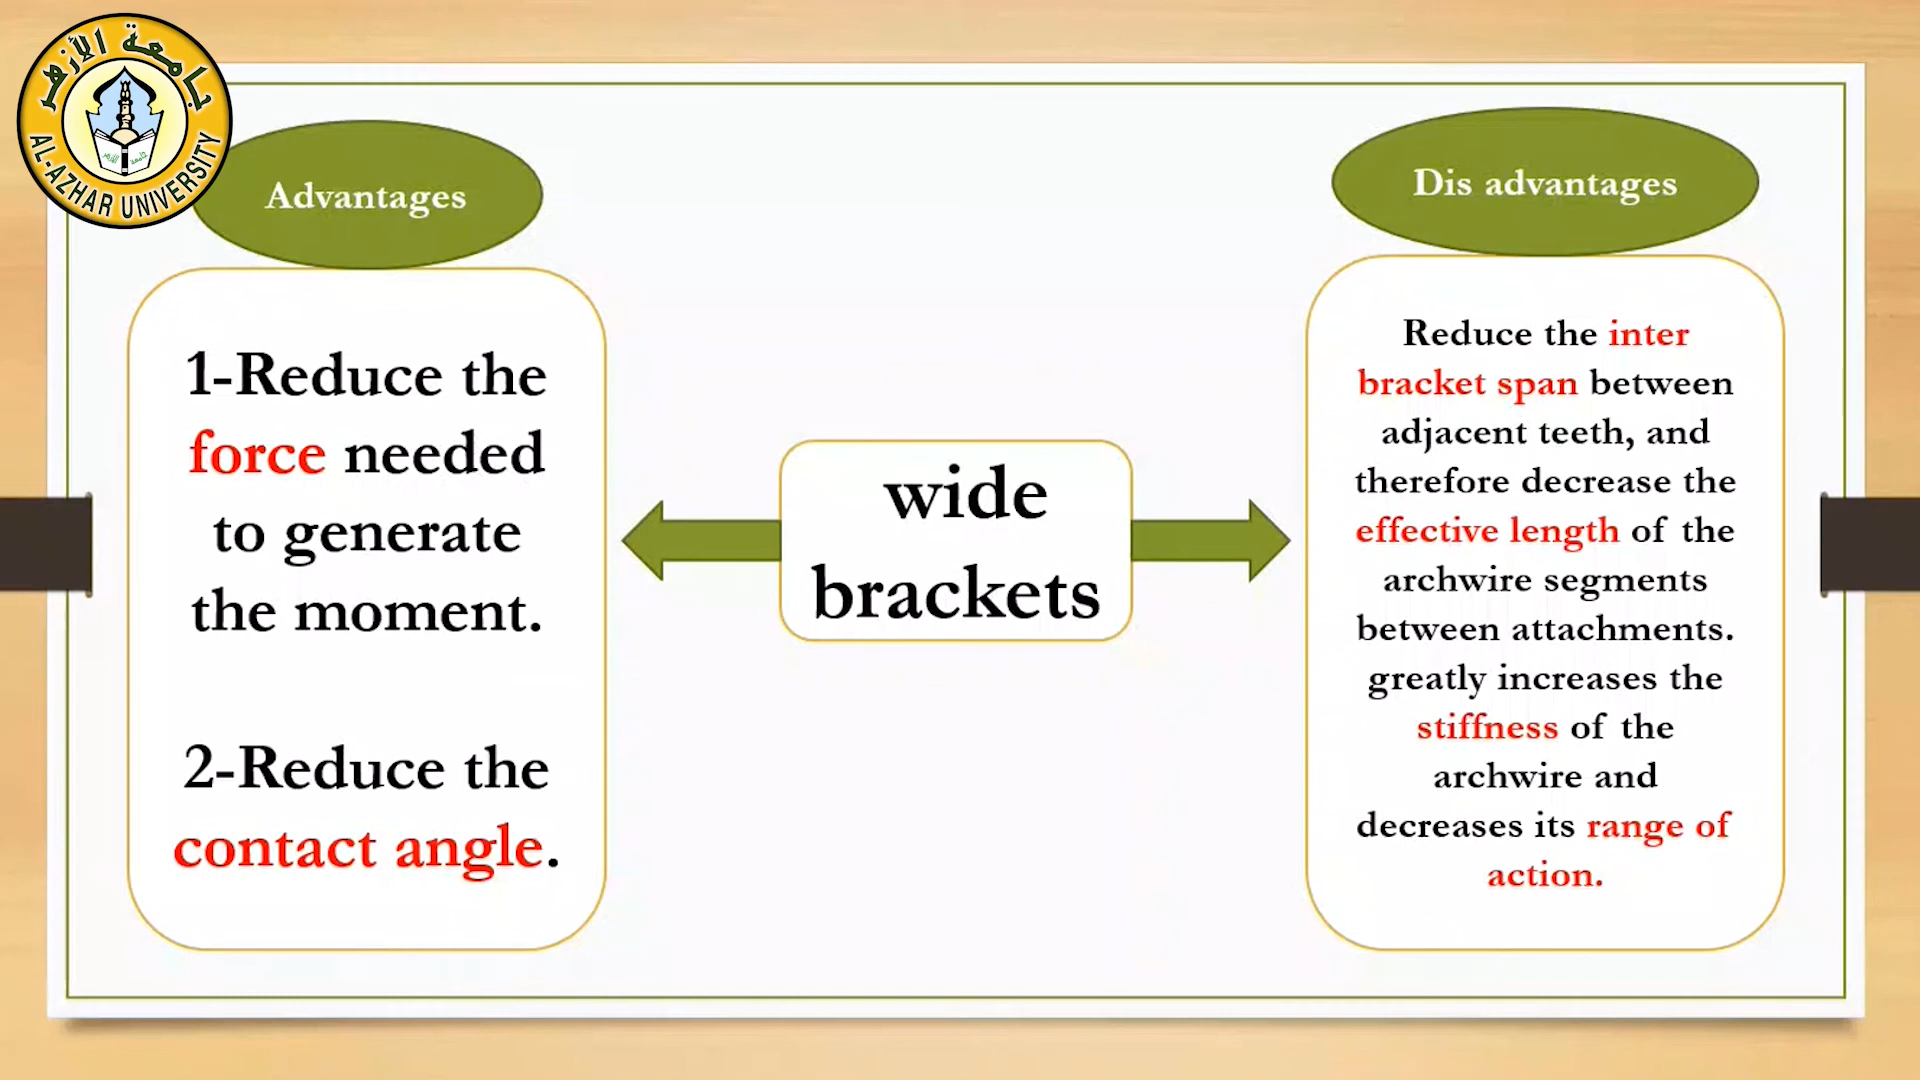 جامعة الأزهر
AL-AZHAR UNIVERSITY
Advantages
1-Reduce the
force needed
to generate
the moment.
2-Reduce the
contact angle.
wide
brackets
Dis advantages
Reduce the inter
bracket span between
adjacent teeth, and
therefore decrease the
effective length of the
archwire segments
between attachments.
greatly increases the
stiffness of the
archwire and
decreases its range of
action.